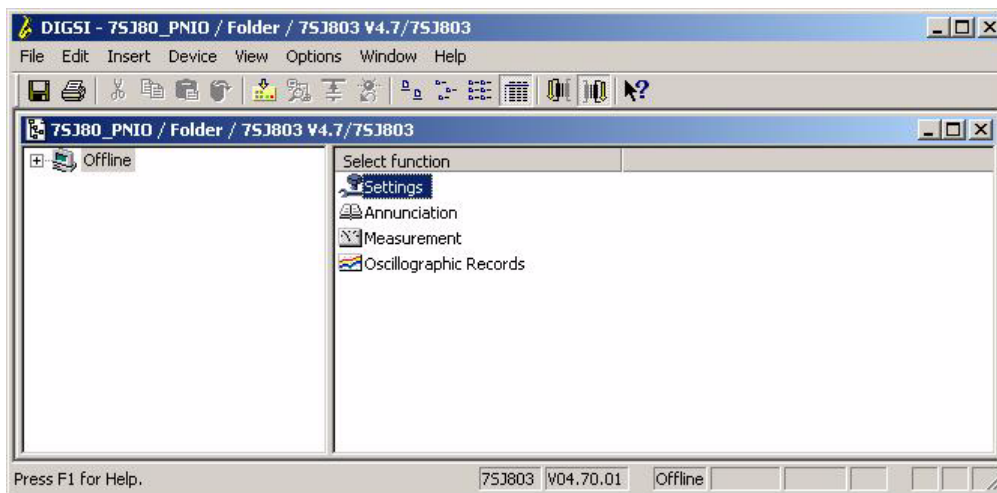 DIGSI - 7SJ80_PNIO / Folder / 7SJ803 V4.7/7SJ803
File Edit Insert Device View Options Window Help
7SJ80_PNIO / Folder / 7SJ803 V4.7/7SJ803
Offline
Select function
Settings
Annunciation
Measurement
Oscillographic Records
Press F1 for Help. 7SJ803 V04.70.01 Offline